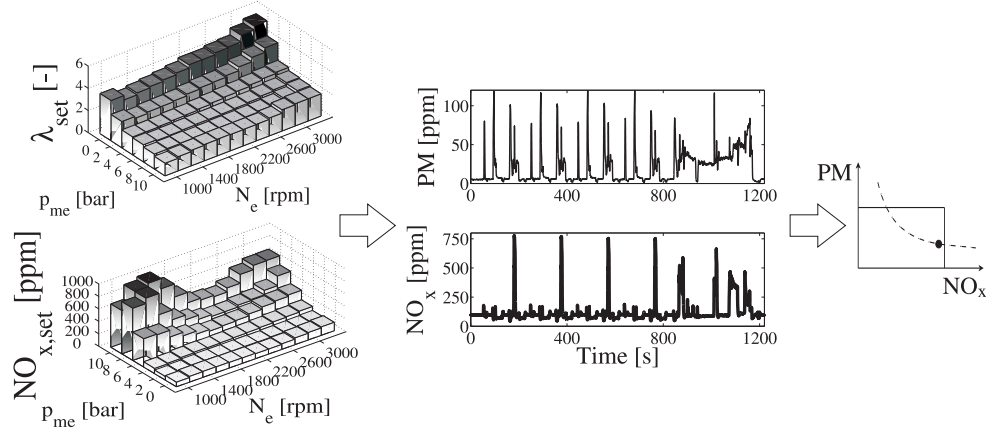 λset [-]
6
4
2
0
0 2 4 6 8 10
1000 1400 1800 2200 2600 3000
pme [bar]
Ne [rpm]
NOx,set [ppm]
1000
800
600
400
200
0
10 8 6 4 2 0
1000 1400 1800 2200 2600 3000
pme [bar]
Ne [rpm]
PM [ppm]
100
50
0
0 400 800 1200
NOx [ppm]
750
500
250
0
0 400 800 1200
Time [s]
PM
NOx